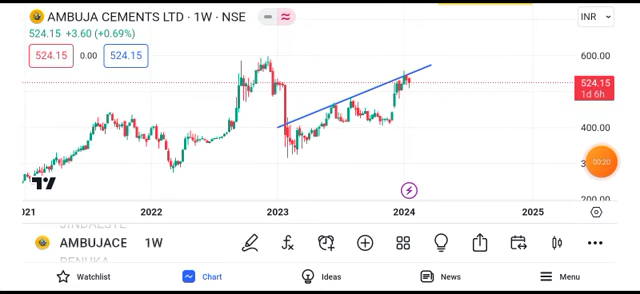 AMBUJA CEMENTS LTD · 1W · NSE
INR
524.15 +3.60 (+0.69%)
524.15 0.00 524.15
600.00
524.15
1d 6h
400.00
00:20
200.00
2022 2023 2024 2025
AMBUJACE 1W
Watchlist Chart Ideas News Menu